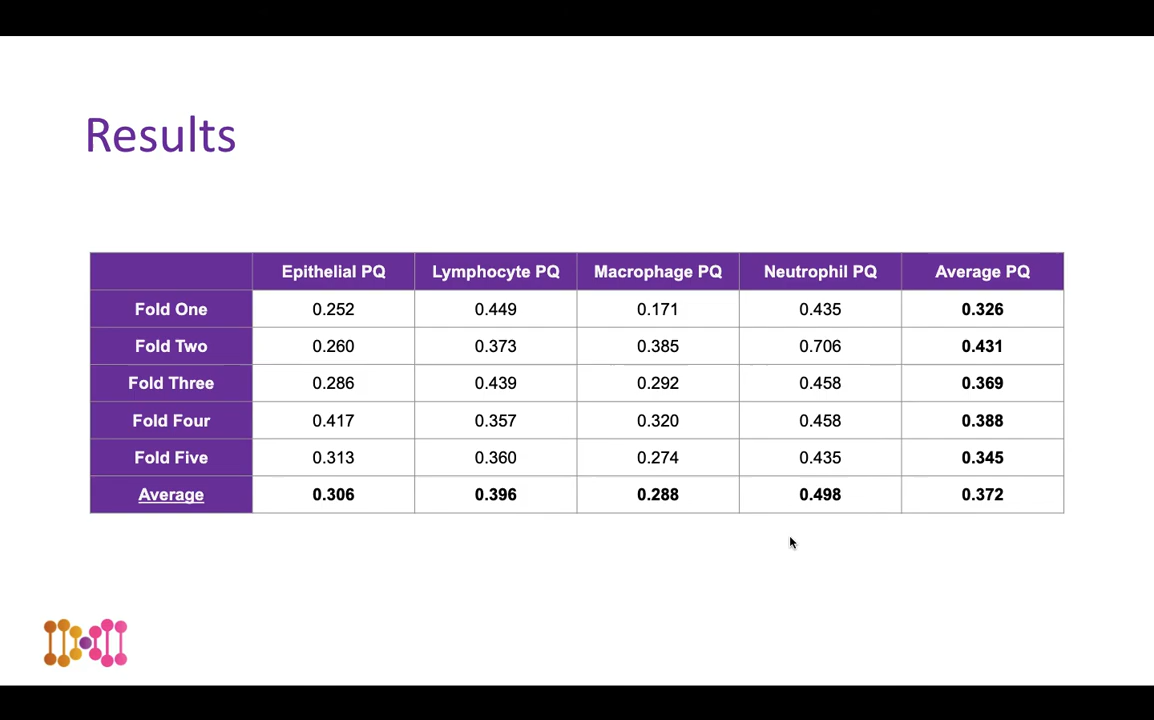 Results
Epithelial PQ Lymphocyte PQ Macrophage PQ Neutrophil PQ Average PQ
Fold One 0.252 0.449 0.171 0.435 0.326
Fold Two 0.260 0.373 0.385 0.706 0.431
Fold Three 0.286 0.439 0.292 0.458 0.369
Fold Four 0.417 0.357 0.320 0.458 0.388
Fold Five 0.313 0.360 0.274 0.435 0.345
Average 0.306 0.396 0.288 0.498 0.372